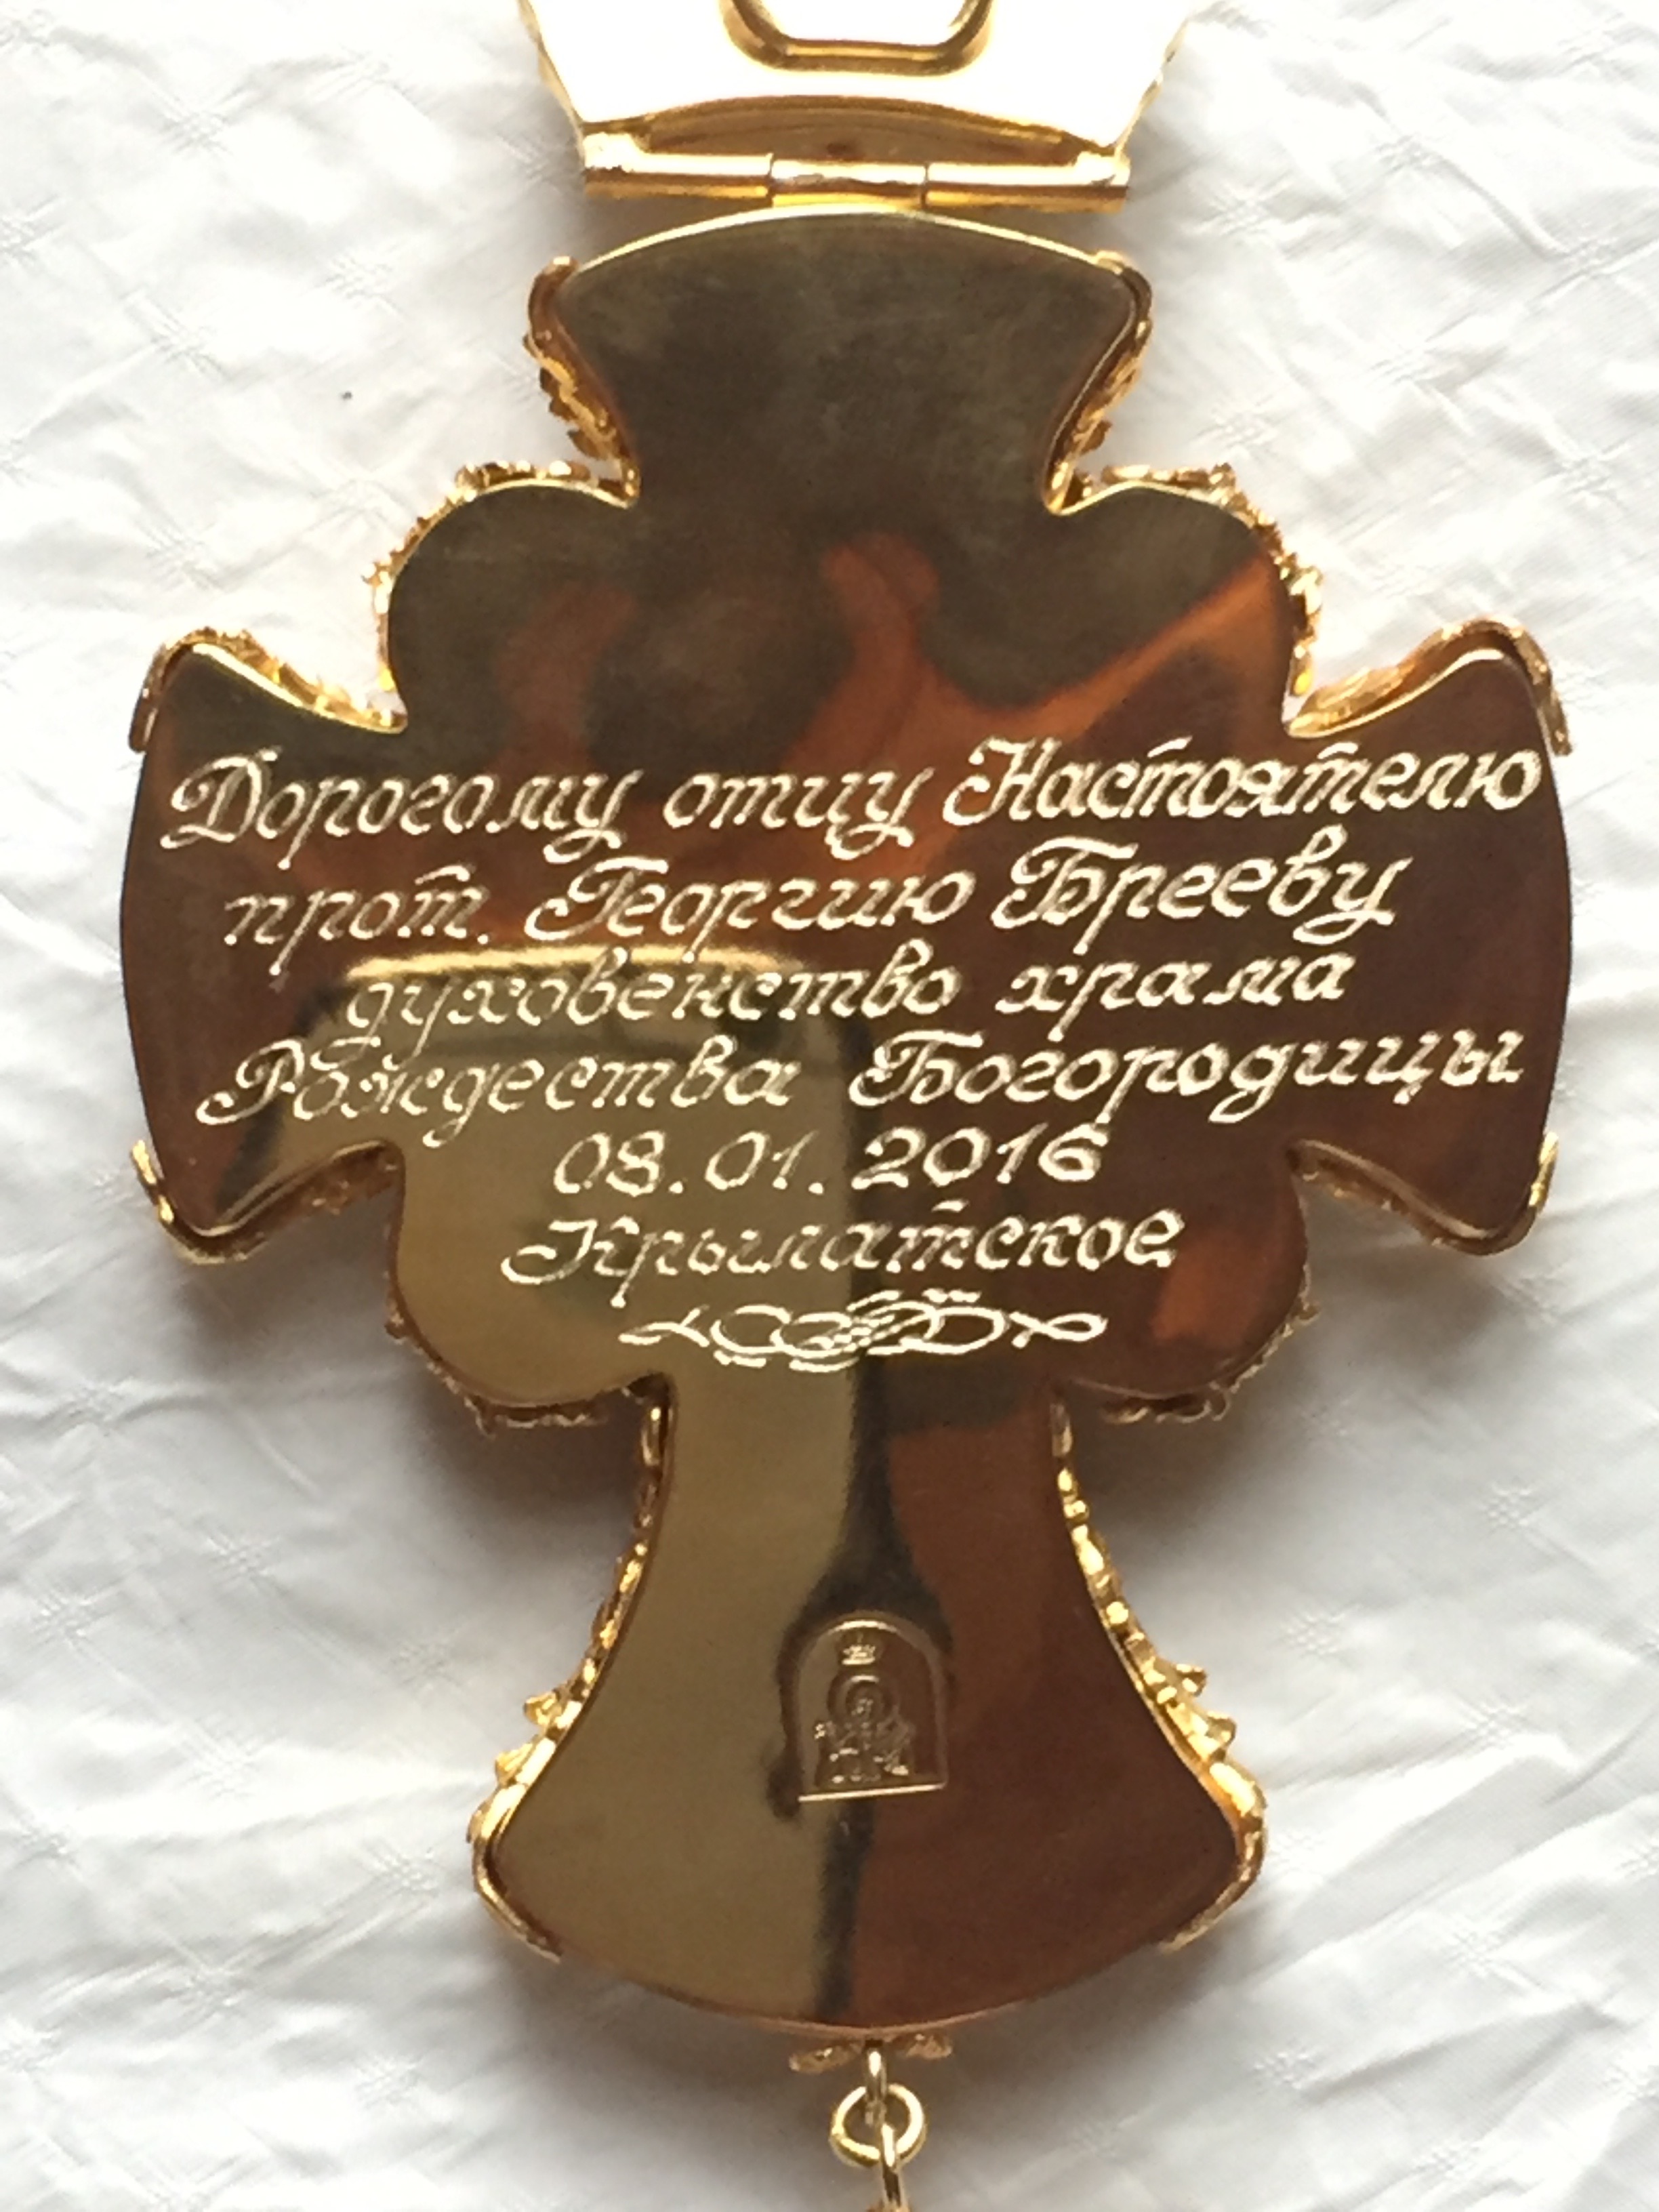 Дорогому отцу Настоятелю
прот. Георгию Брееву
духовенство храма
Рождества Богородицы
08.01.2016
Крылатское